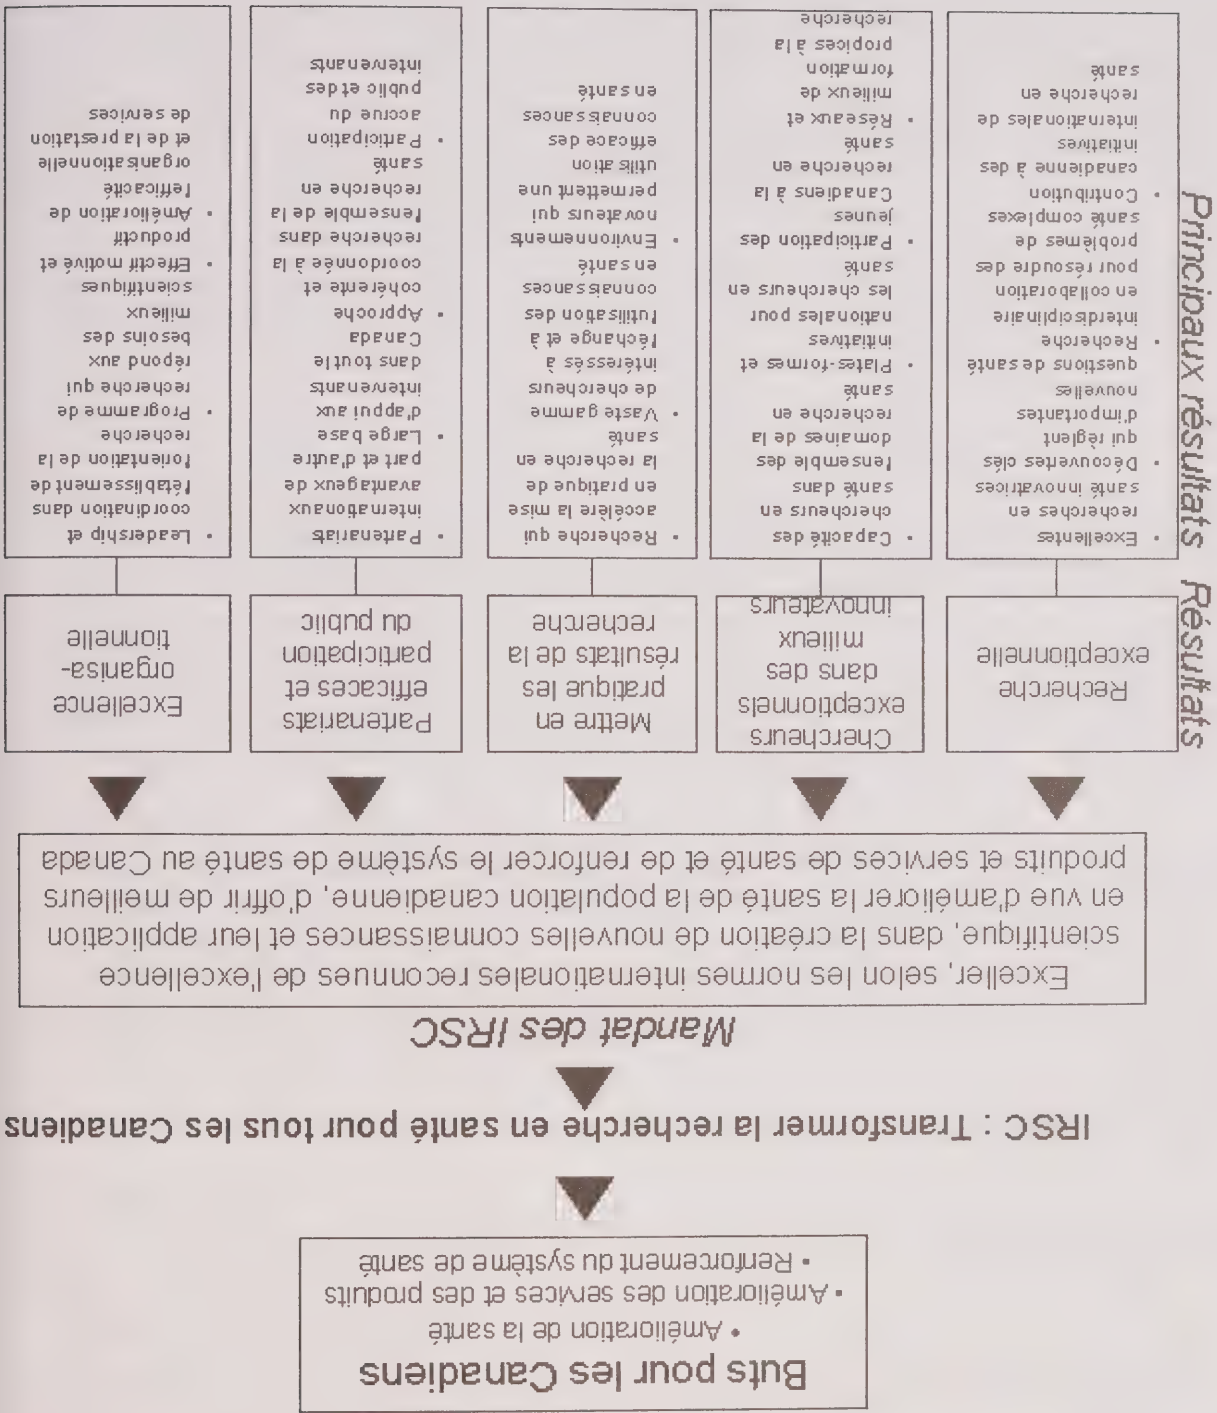 Buts pour les Canadiens
• Amélioration de la santé
• Amélioration des services et des produits
• Renforcement du système de santé
IRSC : Transformer la recherche en santé pour tous les Canadiens
Mandat des IRSC
Exceller, selon les normes internationales reconnues de l'excellence
scientifique, dans la création de nouvelles connaissances et leur application
en vue d'améliorer la santé de la population canadienne, d'offrir de meilleurs
produits et services de santé et de renforcer le système de santé au Canada
Résultats
Recherche
exceptionnelle
Chercheurs
exceptionnels
dans des
milieux
innovateurs
Mettre en
pratique les
résultats de la
recherche
Partenariats
efficaces et
participation
du public
Excellence
organisa-
tionnelle
Principaux résultats
• Excellentes
recherches en
santé innovatrices
• Découvertes clés
qui règlent
d'importantes
nouvelles
questions de santé
• Recherche
interdisciplinaire
en collaboration
pour résoudre des
problèmes de
santé complexes
• Contribution
canadienne à des
initiatives
internationales de
recherche en
santé
• Capacité des
chercheurs en
santé dans
l'ensemble des
domaines de la
recherche en
santé
• Plates-formes et
initiatives
nationales pour
les chercheurs en
santé
• Participation des
jeunes
Canadiens à la
recherche en
santé
• Réseaux et
milieux de
formation
propices à la
recherche
• Recherche qui
accélère la mise
en pratique de
la recherche en
santé
• Waste gamme
de chercheurs
intéressés à
l'échange et à
l'utilisation des
connaissances
en santé
• Environnements
novateurs qui
permettent une
utilisation
efficace des
connaissances
en santé
• Partenariats
internationaux
avantageux de
part et d'autre
• Large base
d'appui aux
intervenants
dans tout le
Canada
• Approche
cohérente et
coordonnée à la
recherche dans
l'ensemble de la
recherche en
santé
• Participation
accrue du
public et des
intervenants
• Leadership et
coordination dans
l'établissement de
l'orientation de la
recherche
• Programme de
recherche qui
répond aux
besoins des
milieux
scientifiques
• Effectif motivé et
productif
• Amélioration de
l'efficacité
organisationnelle
et de la prestation
de services